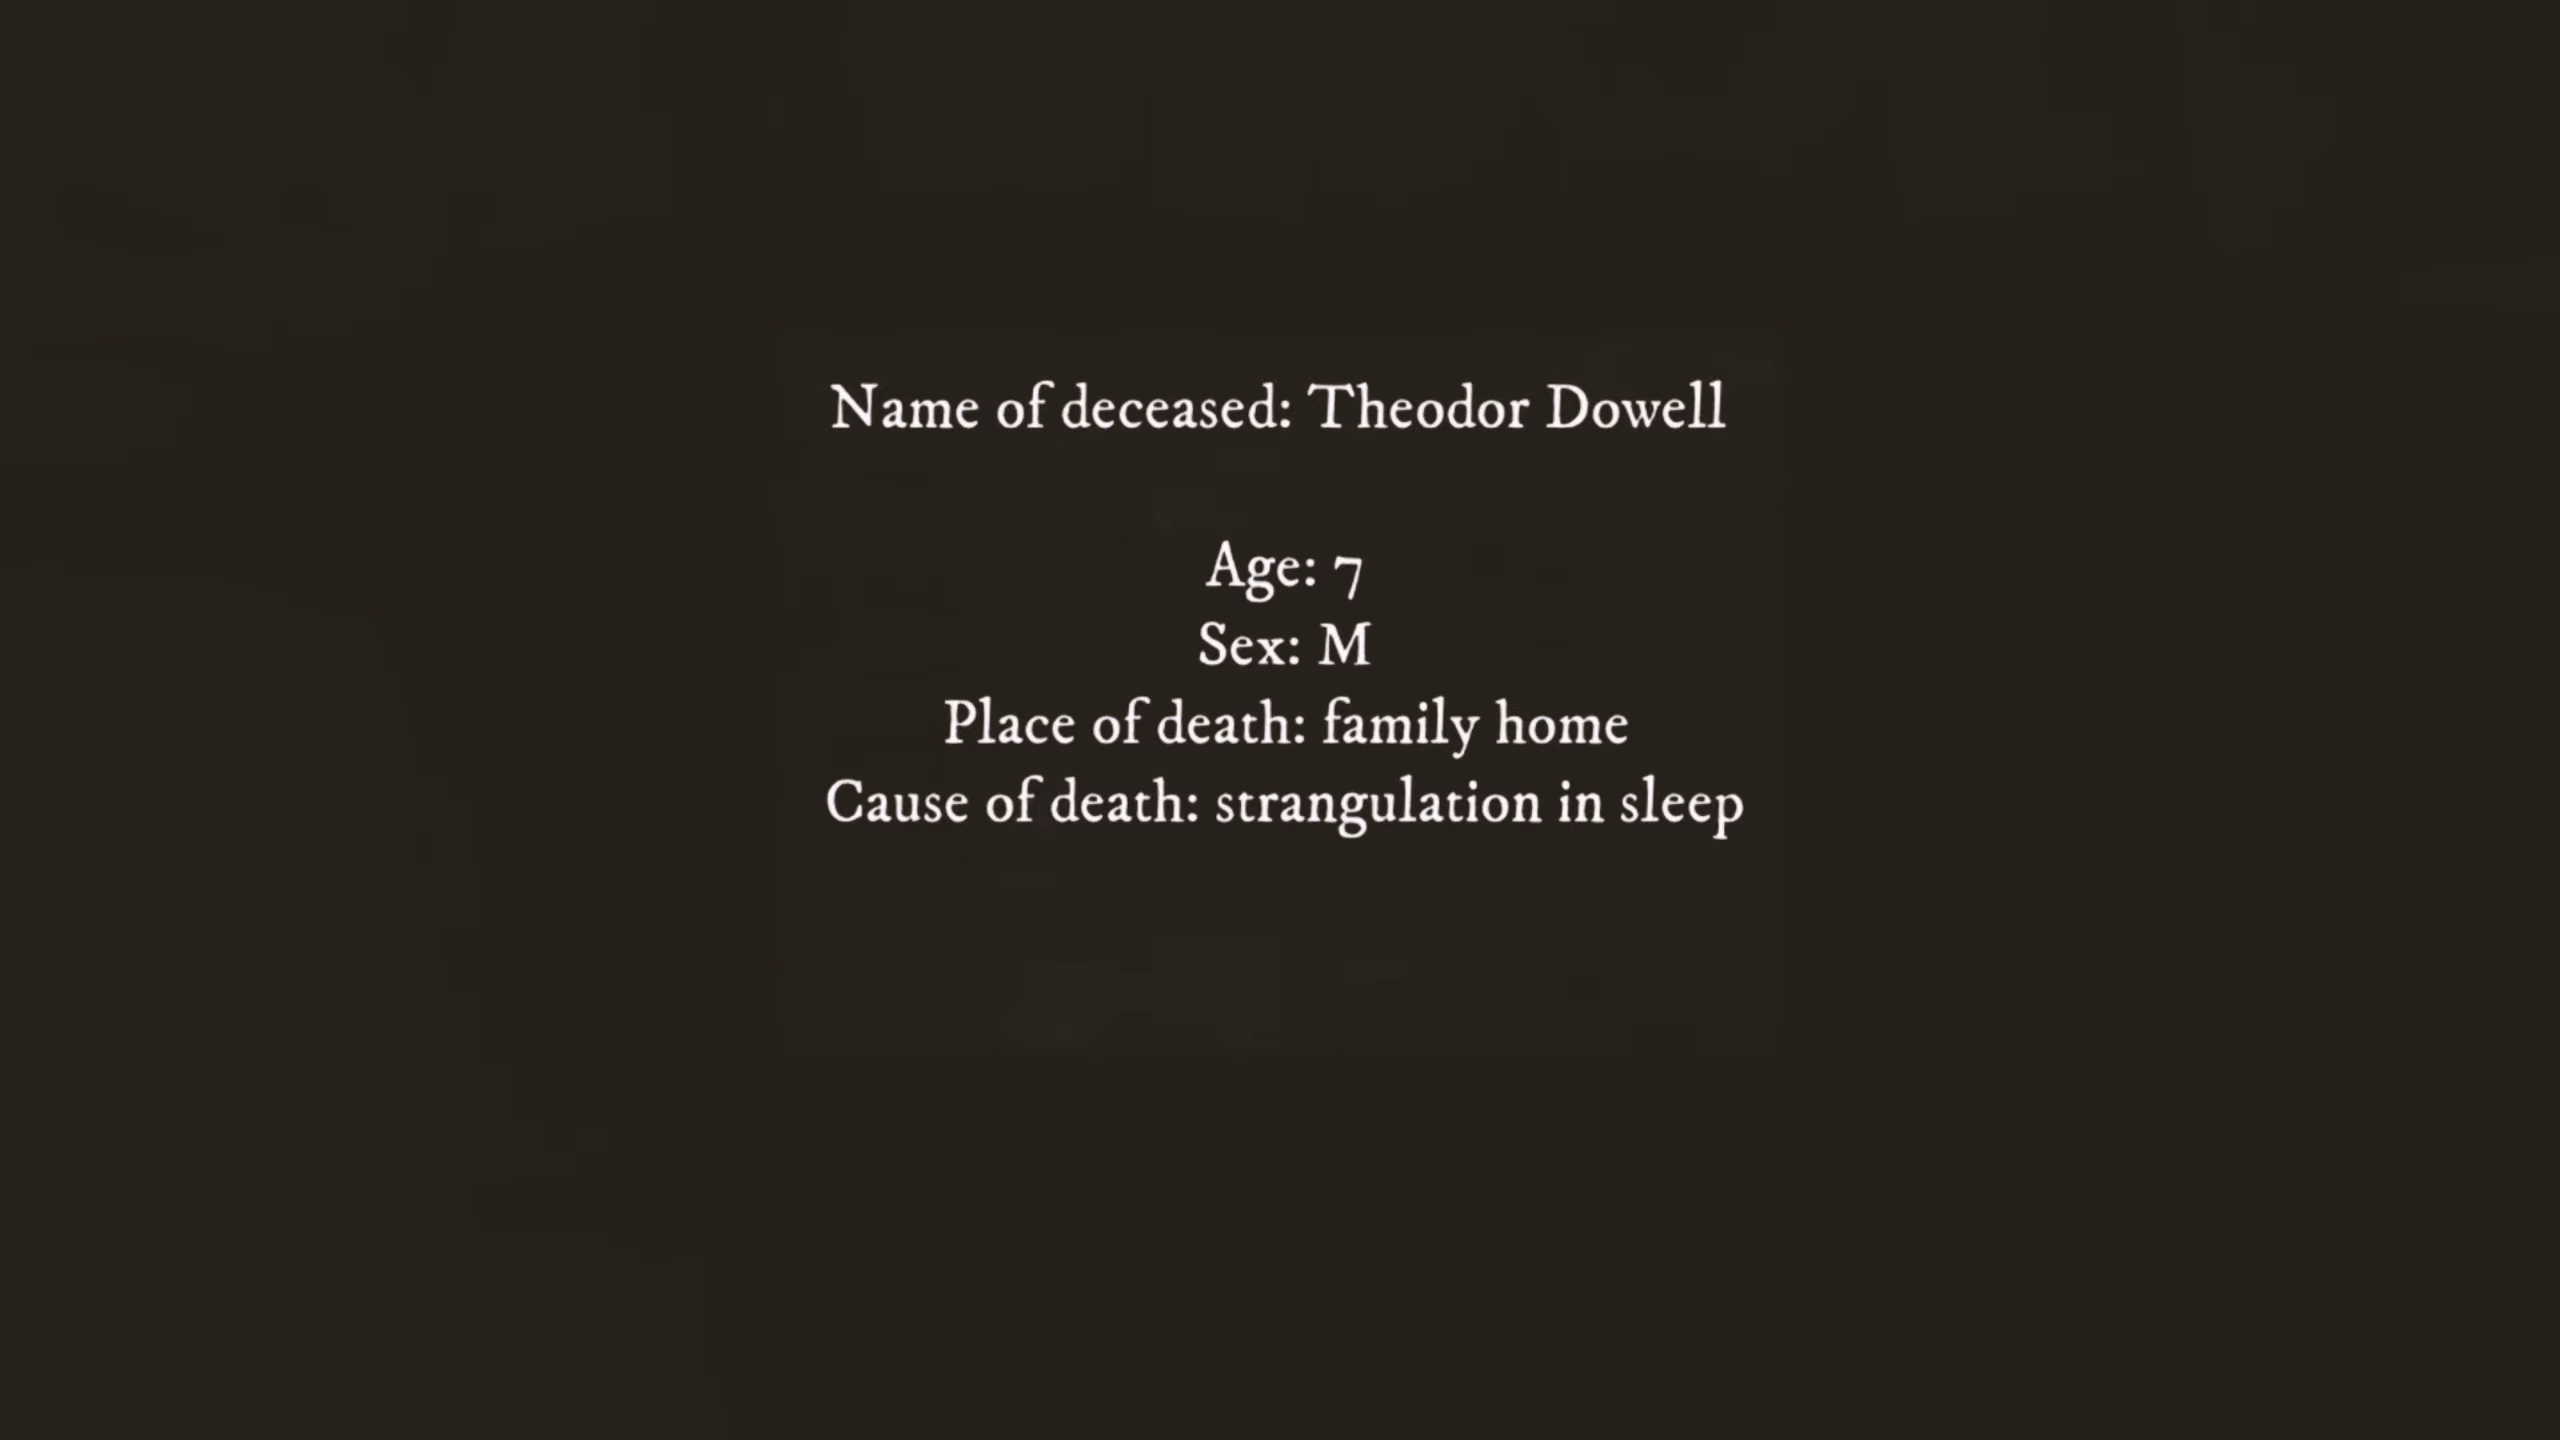 Name of deceased: Theodor Dowell
Age: 7
Sex: M
Place of death: family home
Cause of death: strangulation in sleep